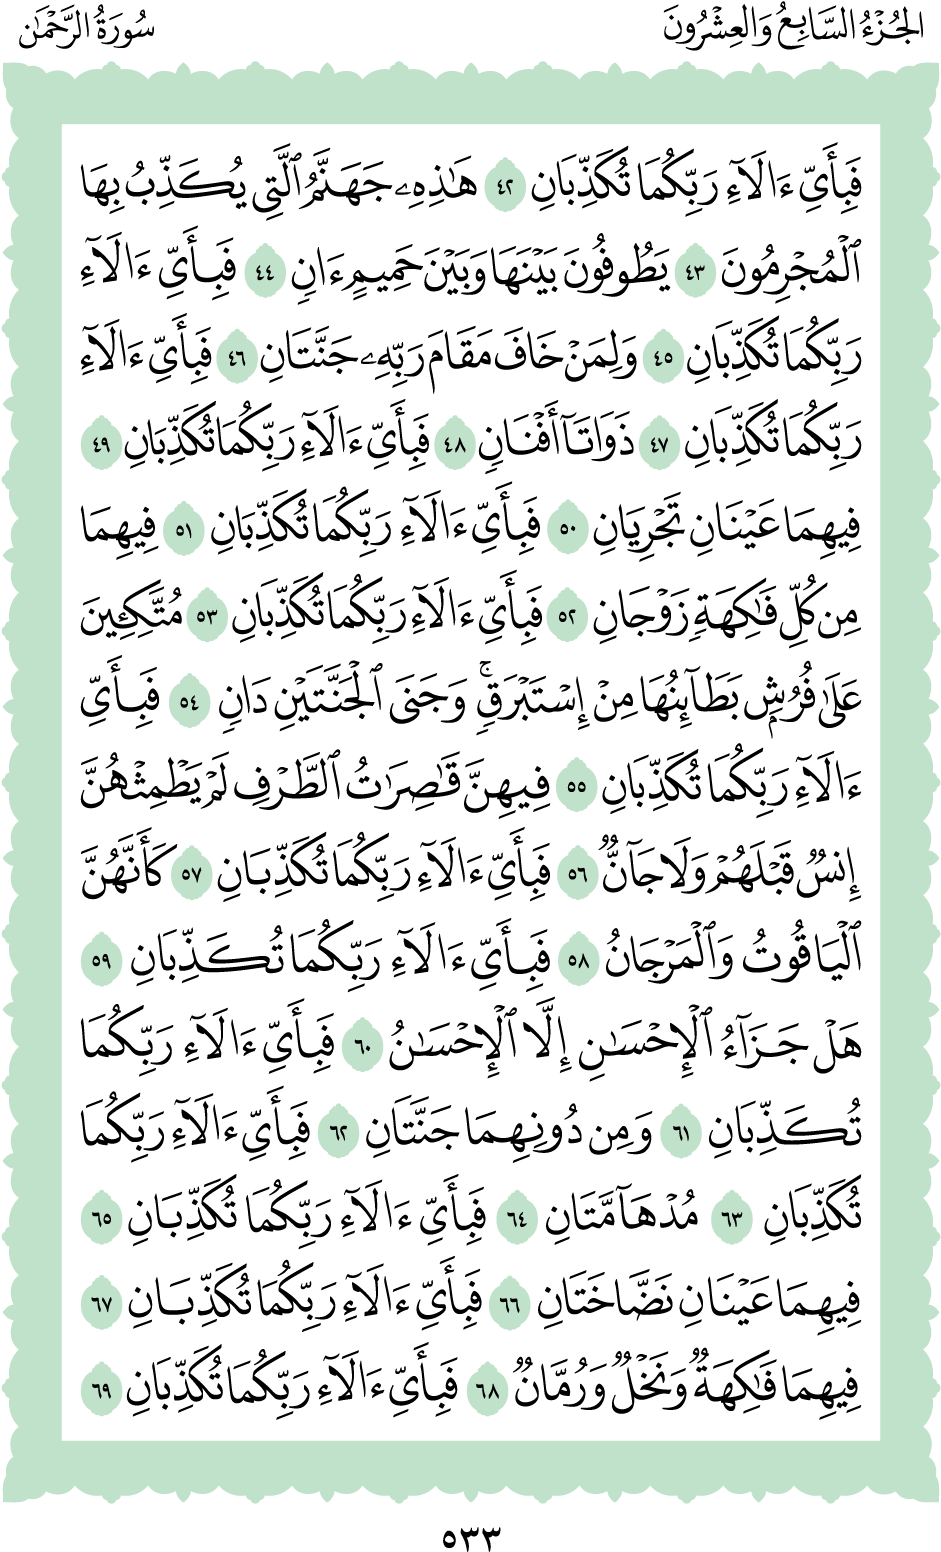 الجُزْءُ السَّابِعُ وَالعِشْرُونَ
سُورَةُ الرَّحْمَٰن
فَبِأَيِّ ءَالَآءِ رَبِّكُمَا تُكَذِّبَانِ ٤٢ هَٰذِهِۦ جَهَنَّمُ ٱلَّتِي يُكَذِّبُ بِهَا
ٱلْمُجْرِمُونَ ٤٣ يَطُوفُونَ بَيْنَهَا وَبَيْنَ حَمِيمٍ ءَانٍ ٤٤ فَبِأَيِّ ءَالَآءِ
رَبِّكُمَا تُكَذِّبَانِ ٤٥ وَلِمَنْ خَافَ مَقَامَ رَبِّهِۦ جَنَّتَانِ ٤٦ فَبِأَيِّ ءَالَآءِ
رَبِّكُمَا تُكَذِّبَانِ ٤٧ ذَوَاتَآ أَفْنَانٍ ٤٨ فَبِأَيِّ ءَالَآءِ رَبِّكُمَا تُكَذِّبَانِ ٤٩
فِيهِمَا عَيْنَانِ تَجْرِيَانِ ٥٠ فَبِأَيِّ ءَالَآءِ رَبِّكُمَا تُكَذِّبَانِ ٥١ فِيهِمَا
مِن كُلِّ فَٰكِهَةٍ زَوْجَانِ ٥٢ فَبِأَيِّ ءَالَآءِ رَبِّكُمَا تُكَذِّبَانِ ٥٣ مُتَّكِـِٔينَ
عَلَىٰ فُرُشٍۭ بَطَآئِنُهَا مِنْ إِسْتَبْرَقٍۚ وَجَنَى ٱلْجَنَّتَيْنِ دَانٍ ٥٤ فَبِأَيِّ
ءَالَآءِ رَبِّكُمَا تُكَذِّبَانِ ٥٥ فِيهِنَّ قَٰصِرَٰتُ ٱلطَّرْفِ لَمْ يَطْمِثْهُنَّ
إِنسٌ قَبْلَهُمْ وَلَا جَآنٌّ ٥٦ فَبِأَيِّ ءَالَآءِ رَبِّكُمَا تُكَذِّبَانِ ٥٧ كَأَنَّهُنَّ
ٱلْيَاقُوتُ وَٱلْمَرْجَانُ ٥٨ فَبِأَيِّ ءَالَآءِ رَبِّكُمَا تُكَذِّبَانِ ٥٩
هَلْ جَزَآءُ ٱلْإِحْسَٰنِ إِلَّا ٱلْإِحْسَٰنُ ٦٠ فَبِأَيِّ ءَالَآءِ رَبِّكُمَا
تُكَذِّبَانِ ٦١ وَمِن دُونِهِمَا جَنَّتَانِ ٦٢ فَبِأَيِّ ءَالَآءِ رَبِّكُمَا
تُكَذِّبَانِ ٦٣ مُدْهَآمَّتَانِ ٦٤ فَبِأَيِّ ءَالَآءِ رَبِّكُمَا تُكَذِّبَانِ ٦٥
فِيهِمَا عَيْنَانِ نَضَّاخَتَانِ ٦٦ فَبِأَيِّ ءَالَآءِ رَبِّكُمَا تُكَذِّبَانِ ٦٧
فِيهِمَا فَٰكِهَةٌ وَنَخْلٌ وَرُمَّانٌ ٦٨ فَبِأَيِّ ءَالَآءِ رَبِّكُمَا تُكَذِّبَانِ ٦٩
٥٣٣